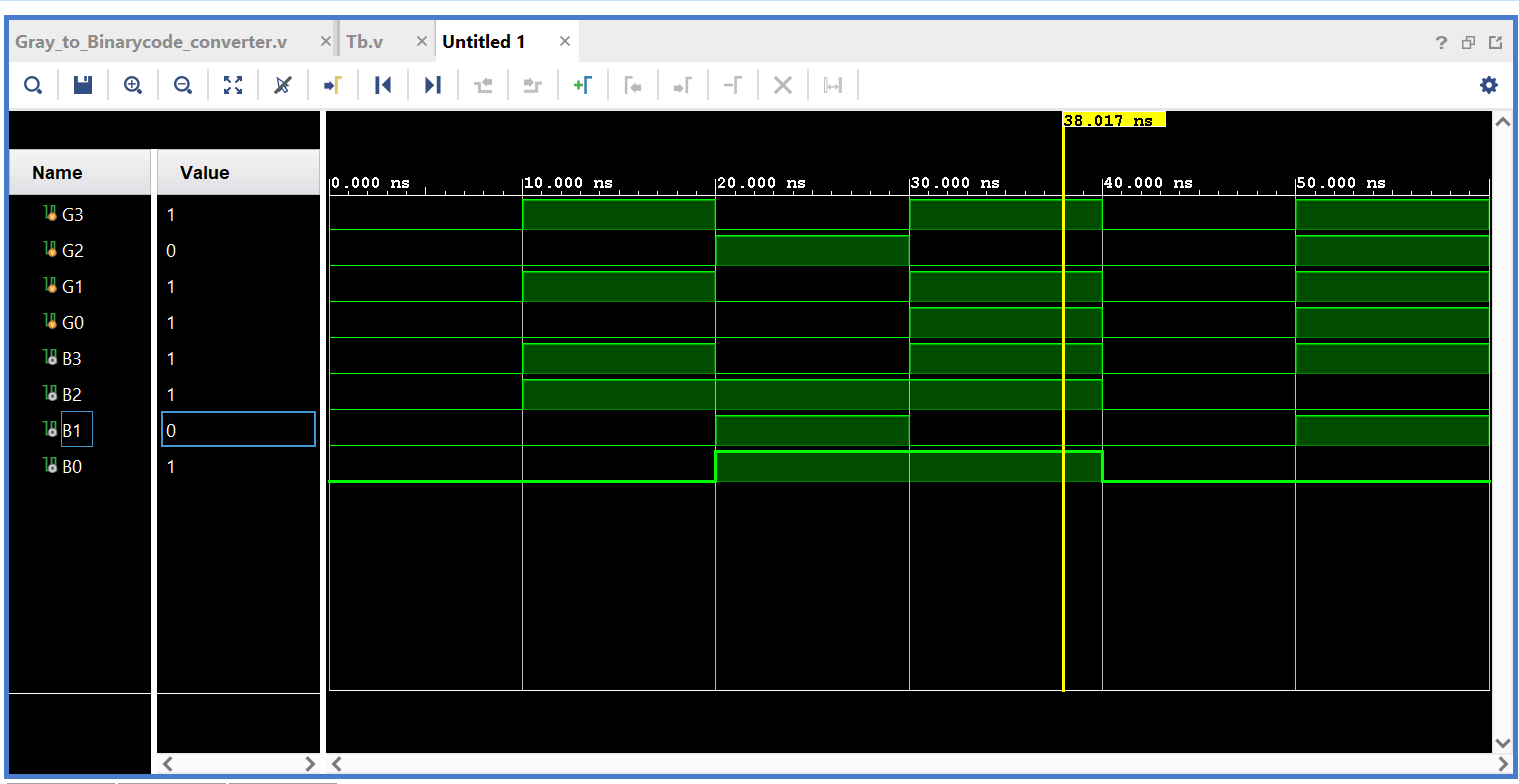 Gray_to_Binarycode_converter.v × Tb.v × Untitled 1 ×
?
38.017 ns
Name Value
0.000 ns 10.000 ns 20.000 ns 30.000 ns 40.000 ns 50.000 ns
G3 1
G2 0
G1 1
G0 1
B3 1
B2 1
B1 0
B0 1